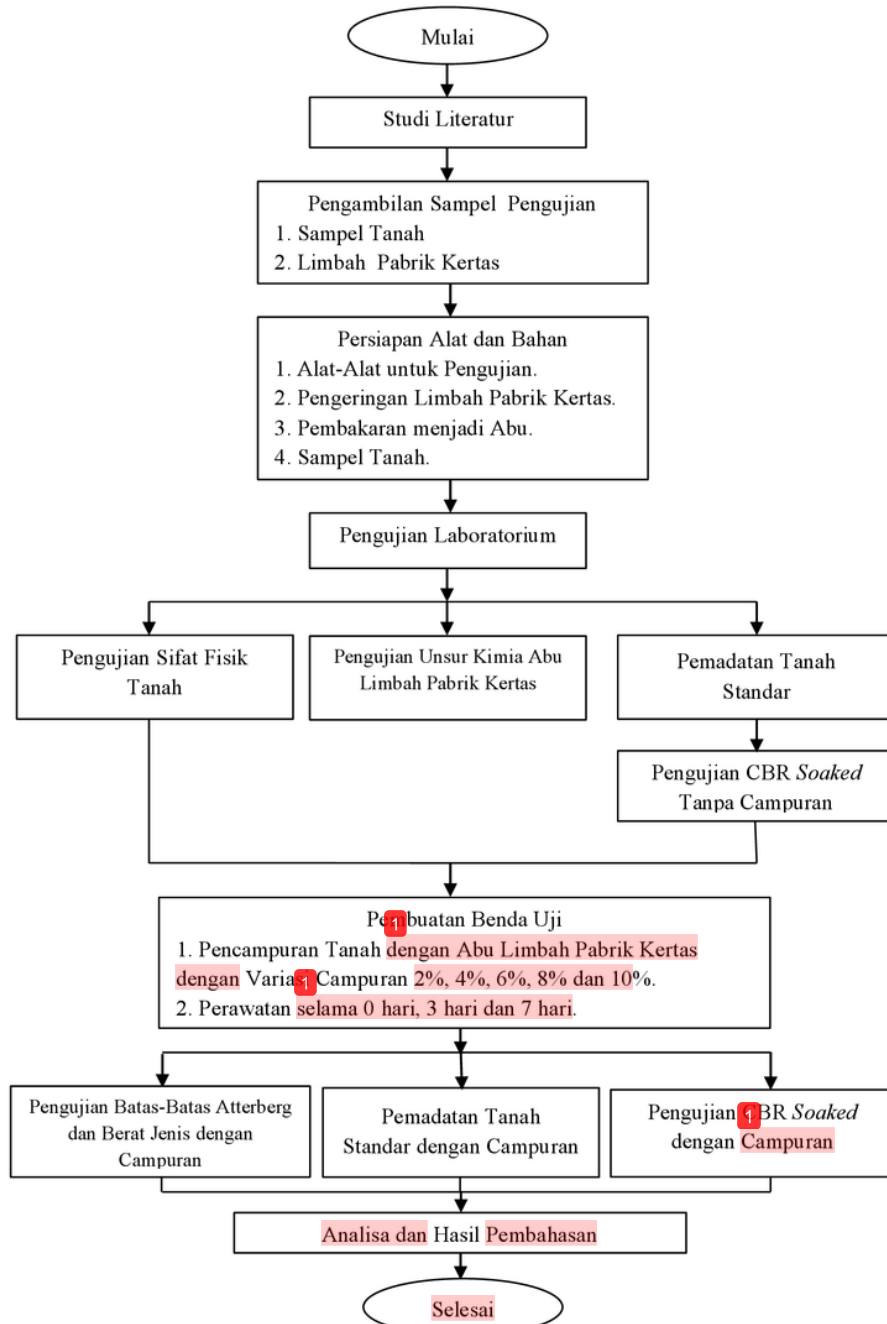 Mulai
Studi Literatur
Pengambilan Sampel Pengujian
1. Sampel Tanah
2. Limbah Pabrik Kertas
Persiapan Alat dan Bahan
1. Alat-Alat untuk Pengujian.
2. Pengeringan Limbah Pabrik Kertas.
3. Pembakaran menjadi Abu.
4. Sampel Tanah.
Pengujian Laboratorium
Pengujian Sifat Fisik
Tanah
Pengujian Unsur Kimia Abu
Limbah Pabrik Kertas
Pemadatan Tanah
Standar
Pengujian CBR Soaked
Tanpa Campuran
Pembuatan Benda Uji
1
1. Pencampuran Tanah dengan Abu Limbah Pabrik Kertas
dengan Variasi Campuran 2%, 4%, 6%, 8% dan 10%.
1
2. Perawatan selama 0 hari, 3 hari dan 7 hari.
Pengujian Batas-Batas Atterberg
dan Berat Jenis dengan
Campuran
Pemadatan Tanah
Standar dengan Campuran
Pengujian CBR Soaked
1
dengan Campuran
Analisa dan Hasil Pembahasan
Selesai